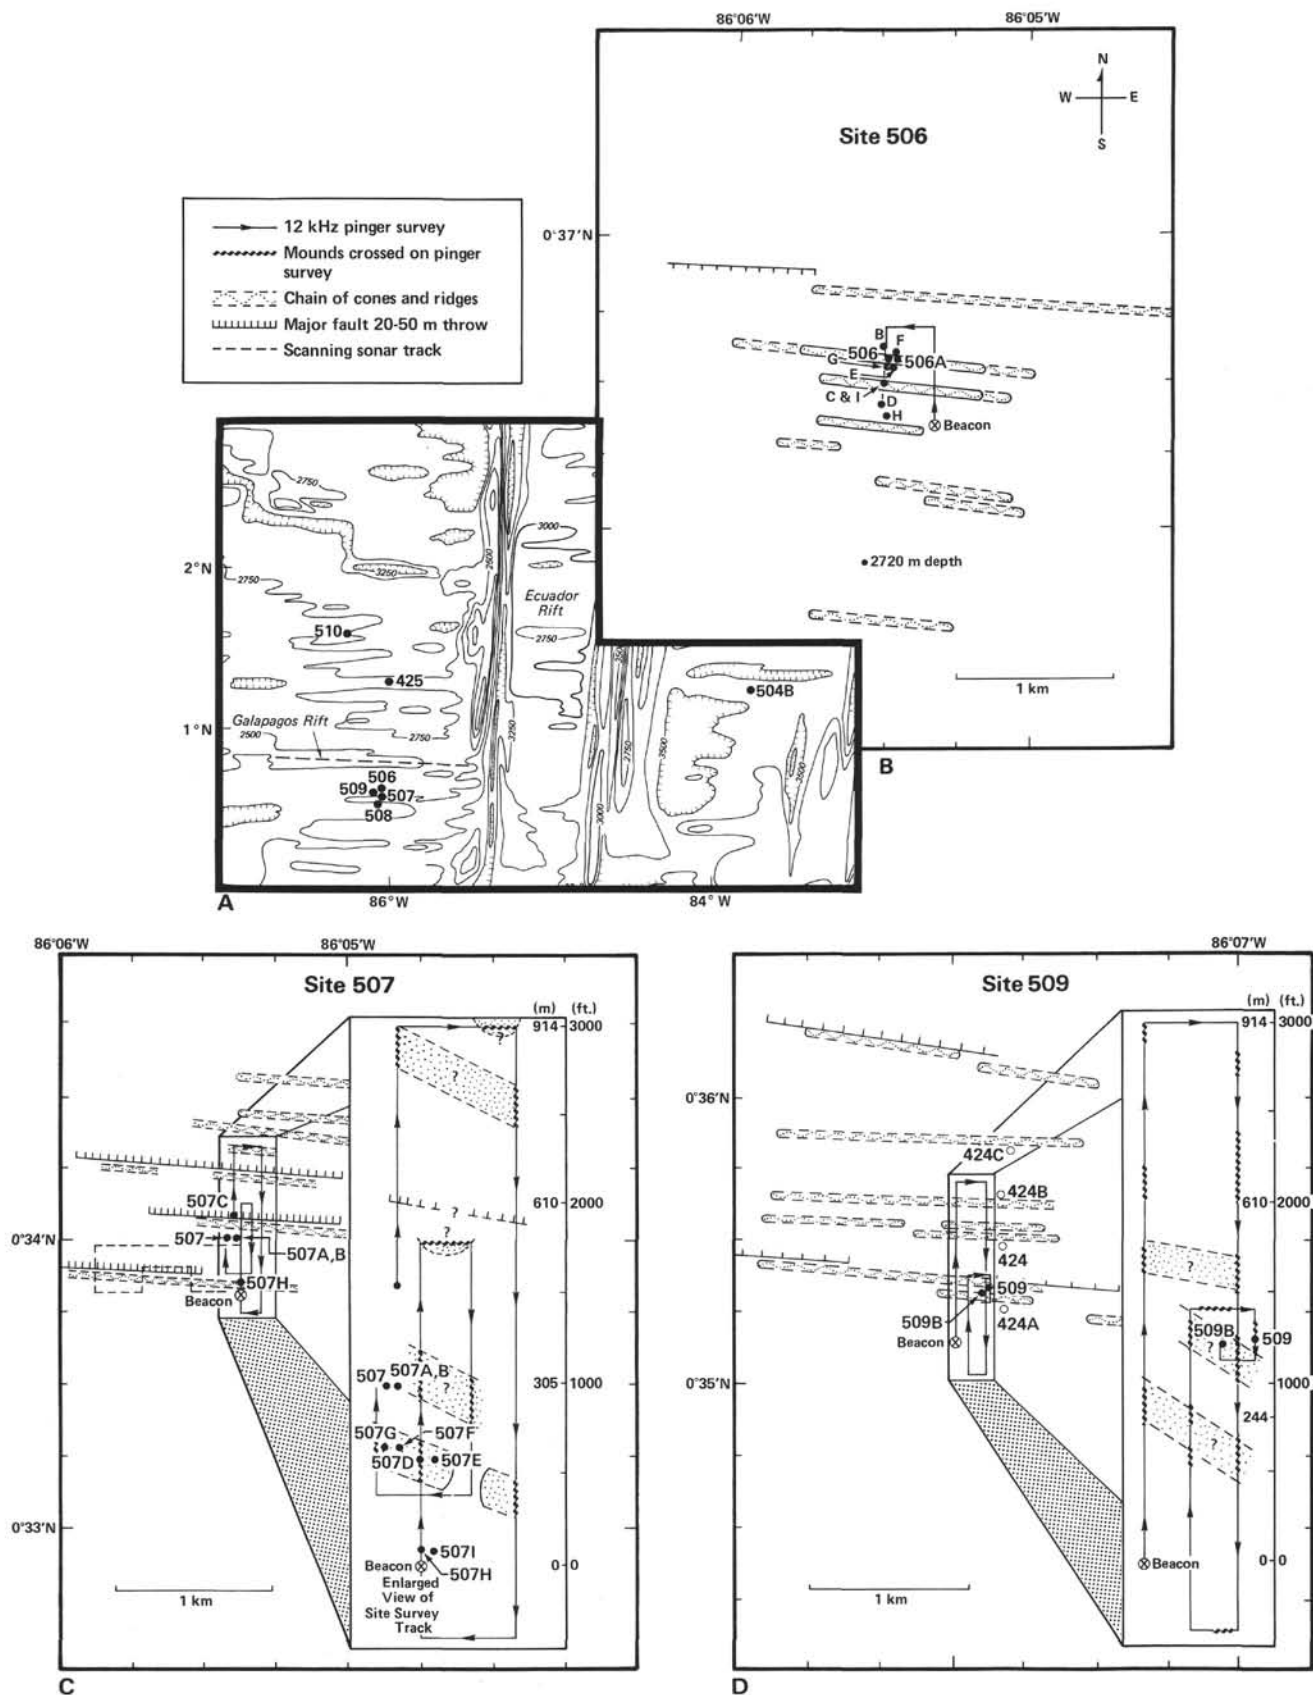 86°06'W
86°05'W
N
W
E
S
Site 506
0°37'N
B
F
506
506A
G
E
C & I
D
H
Beacon
2720 m depth
1 km
B
12 kHz pinger survey
Mounds crossed on pinger
survey
Chain of cones and ridges
Major fault 20-50 m throw
Scanning sonar track
2750
3000
2500
2°N
3250
2750
Ecuador
Rift
2750
510
425
504B
Galapagos Rift
1°N
2500
2750
3250
2750
3500
3500
506
509
507
508
3000
3000
A
86°W
84°W
86°06'W
86°05'W
Site 507
(m)
(ft.)
914
3000
?
?
610
2000
?
?
507C
0°34'N
507
507A,B
507H
Beacon
507
507A,B
305
1000
?
507G
507F
507D
507E
0°33'N
507I
0
0
Beacon
507H
Enlarged
View of
Site Survey
Track
1 km
C
86°07'W
Site 509
(m)
(ft.)
914
3000
0°36'N
424C
424B
610
2000
424
?
509
509B
509B
509
?
Beacon
424A
0°35'N
1000
244
?
0
0
Beacon
1 km
D